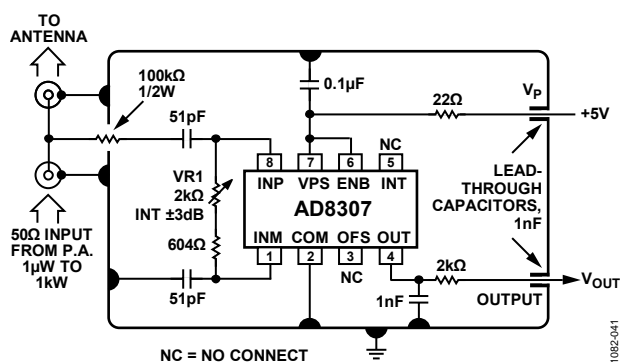 TO
ANTENNA
100kΩ
1/2W
51pF
0.1µF
22Ω
VP
+5V
NC
8 7 6 5
INP VPS ENB INT
AD8307
INM COM OFS OUT
1 2 3 4
NC
VR1
2kΩ
INT ±3dB
604Ω
51pF
50Ω INPUT
FROM P.A.
1µW TO
1kW
LEAD-
THROUGH
CAPACITORS,
1nF
2kΩ
VOUT
1nF
OUTPUT
NC = NO CONNECT
1082-041